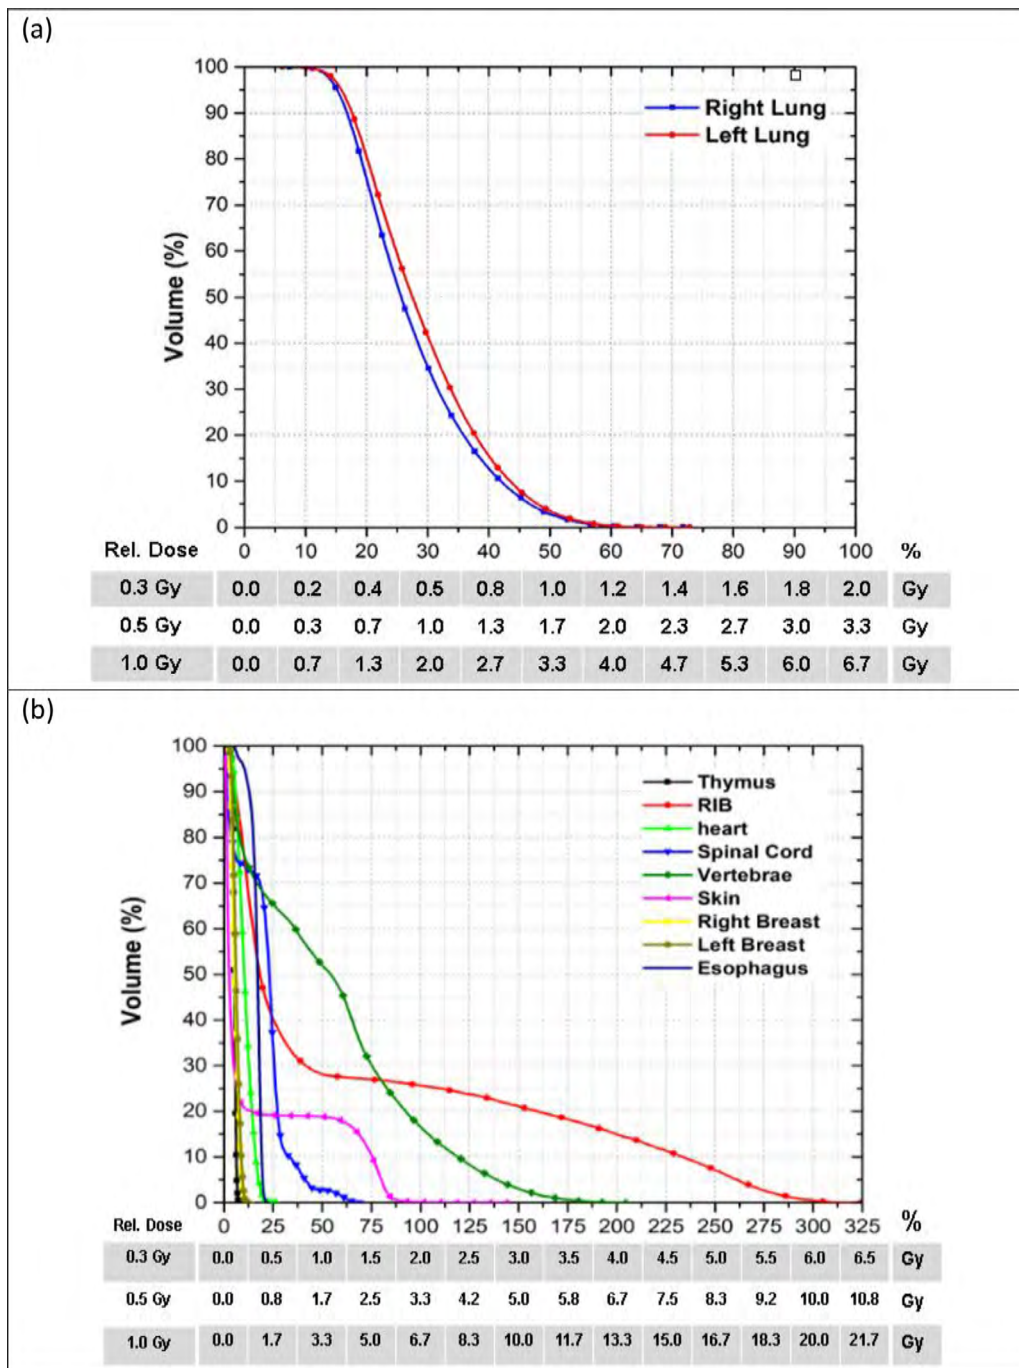 (a)
100
90
80
70
60
50
40
30
20
10
0
Volume (%)
Right Lung
Left Lung
Rel. Dose 0 10 20 30 40 50 60 70 80 90 100 %
0.3 Gy 0.0 0.2 0.4 0.5 0.8 1.0 1.2 1.4 1.6 1.8 2.0 Gy
0.5 Gy 0.0 0.3 0.7 1.0 1.3 1.7 2.0 2.3 2.7 3.0 3.3 Gy
1.0 Gy 0.0 0.7 1.3 2.0 2.7 3.3 4.0 4.7 5.3 6.0 6.7 Gy
(b)
100
90
80
70
60
50
40
30
20
10
0
Volume (%)
Thymus
RIB
heart
Spinal Cord
Vertebrae
Skin
Right Breast
Left Breast
Esophagus
Rel. Dose 0 25 50 75 100 125 150 175 200 225 250 275 300 325 %
0.3 Gy 0.0 0.5 1.0 1.5 2.0 2.5 3.0 3.5 4.0 4.5 5.0 5.5 6.0 6.5 Gy
0.5 Gy 0.0 0.8 1.7 2.5 3.3 4.2 5.0 5.8 6.7 7.5 8.3 9.2 10.0 10.8 Gy
1.0 Gy 0.0 1.7 3.3 5.0 6.7 8.3 10.0 11.7 13.3 15.0 16.7 18.3 20.0 21.7 Gy